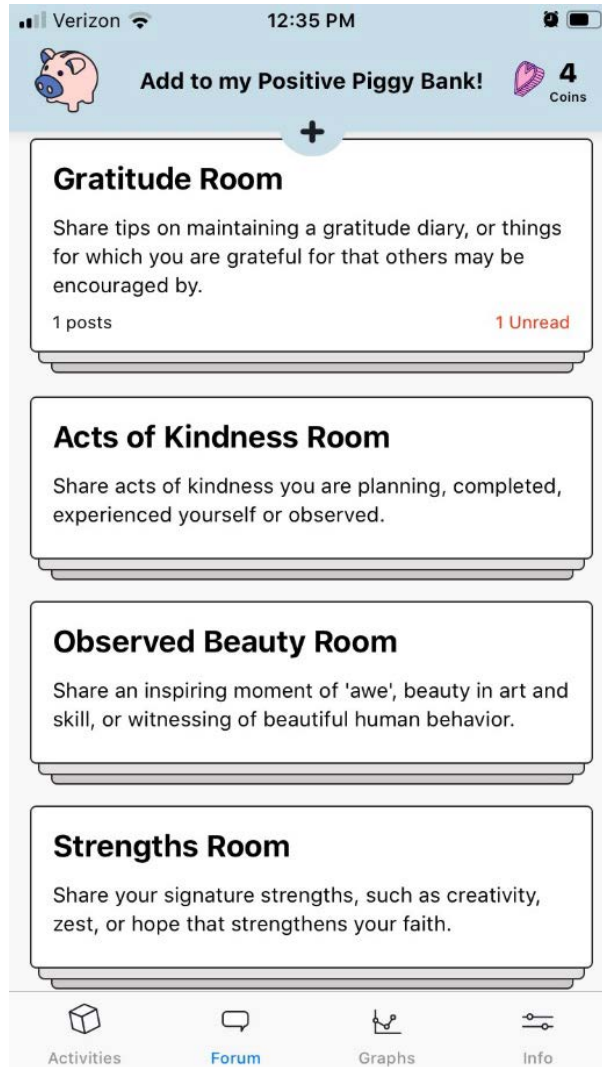 Verizon 12:35 PM
Add to my Positive Piggy Bank! 4
Coins
Gratitude Room
Share tips on maintaining a gratitude diary, or things
for which you are grateful for that others may be
encouraged by.
1 posts 1 Unread
Acts of Kindness Room
Share acts of kindness you are planning, completed,
experienced yourself or observed.
Observed Beauty Room
Share an inspiring moment of 'awe', beauty in art and
skill, or witnessing of beautiful human behavior.
Strengths Room
Share your signature strengths, such as creativity,
zest, or hope that strengthens your faith.
Activities Forum Graphs Info